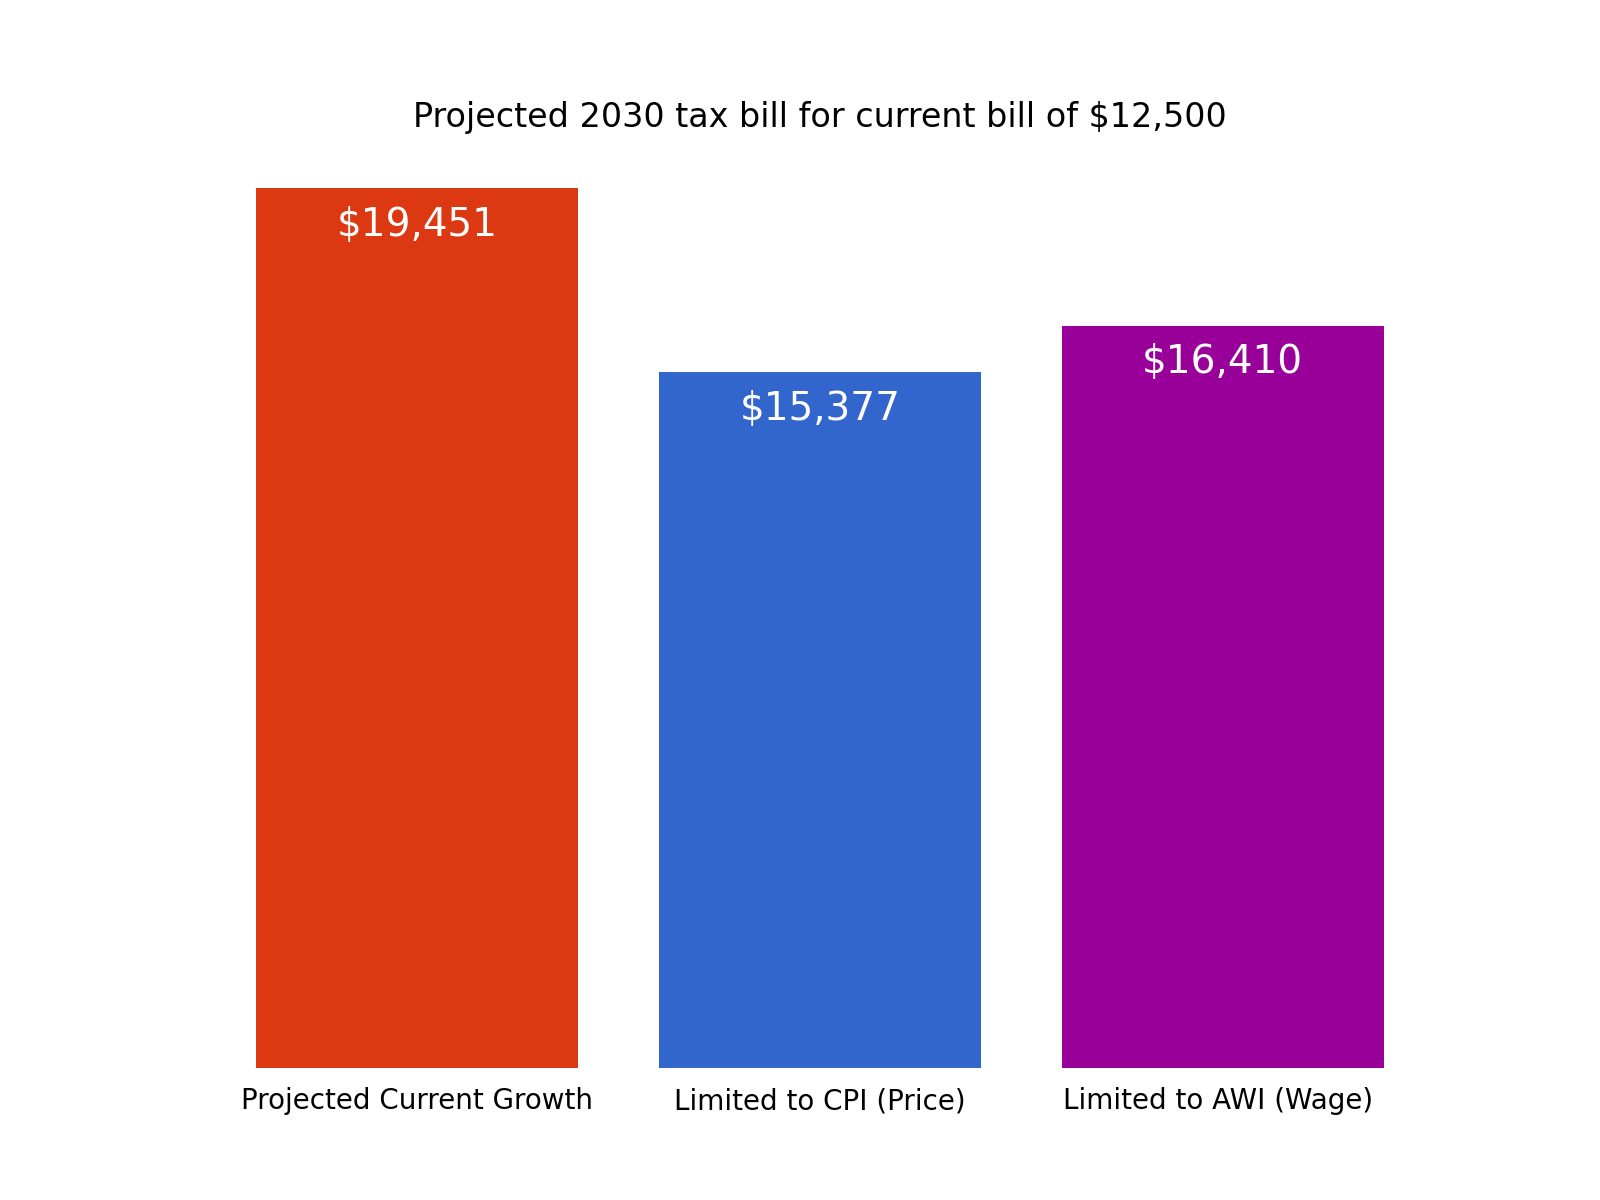 Projected 2030 tax bill for current bill of $12,500
$19,451
$15,377
$16,410
Projected Current Growth
Limited to CPI (Price)
Limited to AWI (Wage)